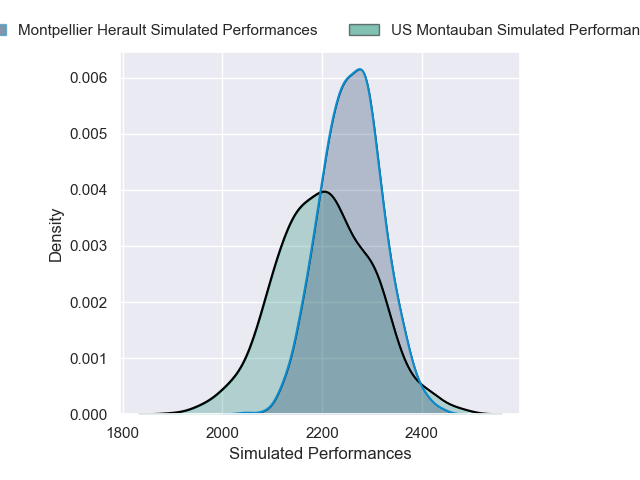 Montpellier Herault Simulated Performances
US Montauban Simulated Performan
0.006
0.005
0.004
0.003
0.002
0.001
0.000
Density
1800 2000 2200 2400
Simulated Performances